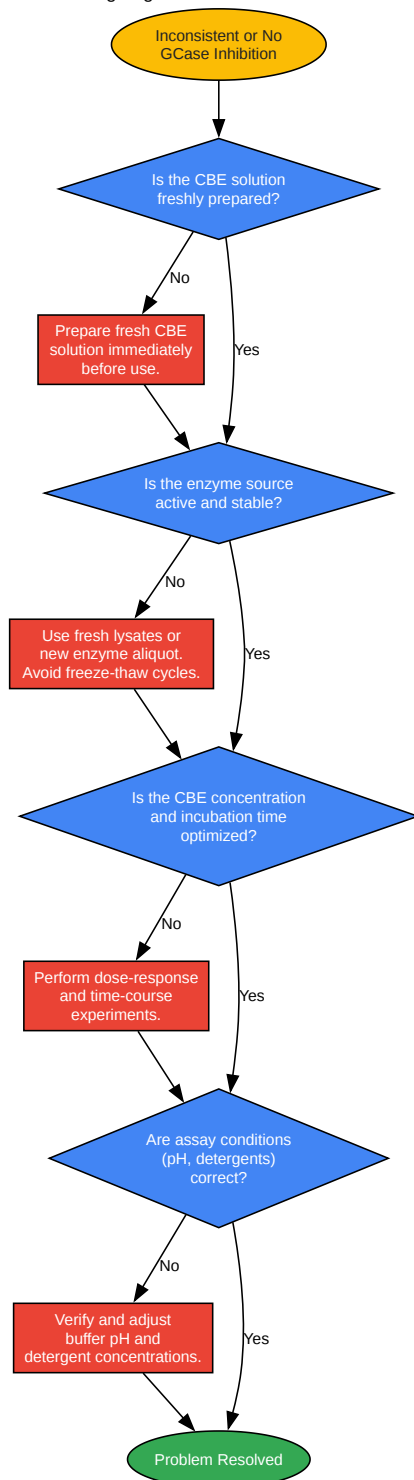 Inconsistent or No
GCase Inhibition
Is the CBE solution
freshly prepared?
No
Yes
Prepare fresh CBE
solution immediately
before use.
Is the enzyme source
active and stable?
No
Yes
Use fresh lysates or
new enzyme aliquot.
Avoid freeze-thaw cycles.
Is the CBE concentration
and incubation time
optimized?
No
Yes
Perform dose-response
and time-course
experiments.
Are assay conditions
(pH, detergents)
correct?
No
Yes
Verify and adjust
buffer pH and
detergent concentrations.
Problem Resolved